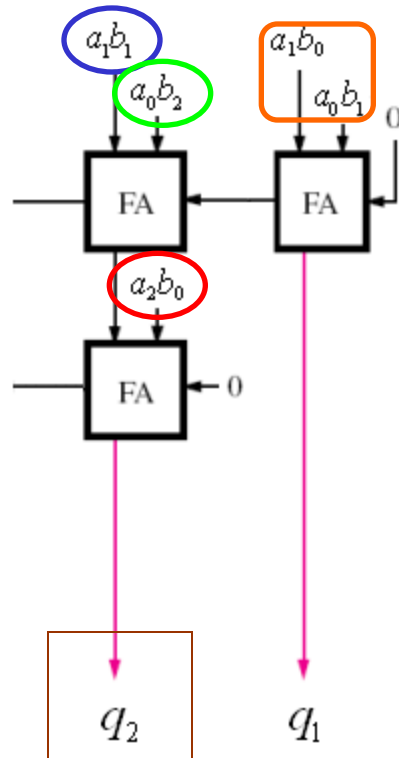 a₁b₁ a₁b₀
a₀b₂ a₀b₁ 0
FA FA
a₂b₀
FA 0
q₂ q₁